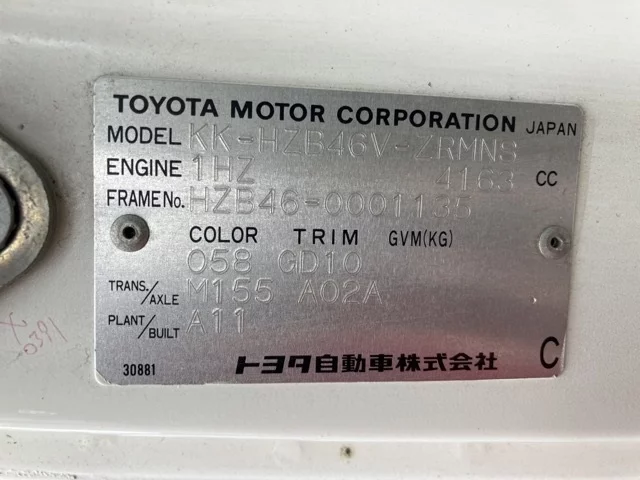 TOYOTA MOTOR CORPORATION JAPAN
MODEL KK-HZB46V-ZRMNS
ENGINE 1HZ 4163 CC
FRAME No. HZB46-0001135
COLOR TRIM GVM(KG)
058 GD10
TRANS./AXLE M155 A02A
PLANT/BUILT A11
30881 トヨタ自動車株式会社 C